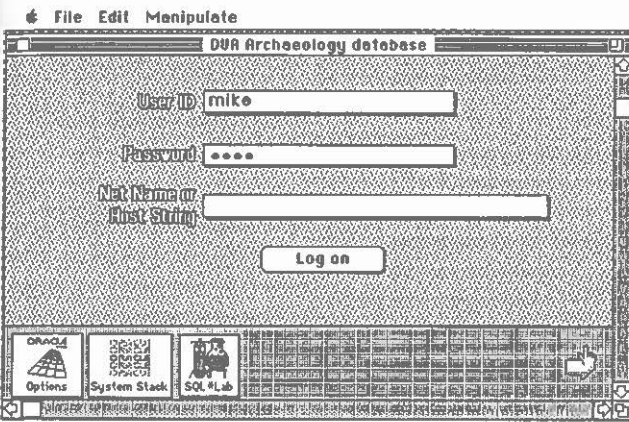 File Edit Manipulate
DVA Archaeology database
User ID mike
Password ••••
Net Name or
Host String
Log on
ORACLE
Options System Stack SQL*Lab